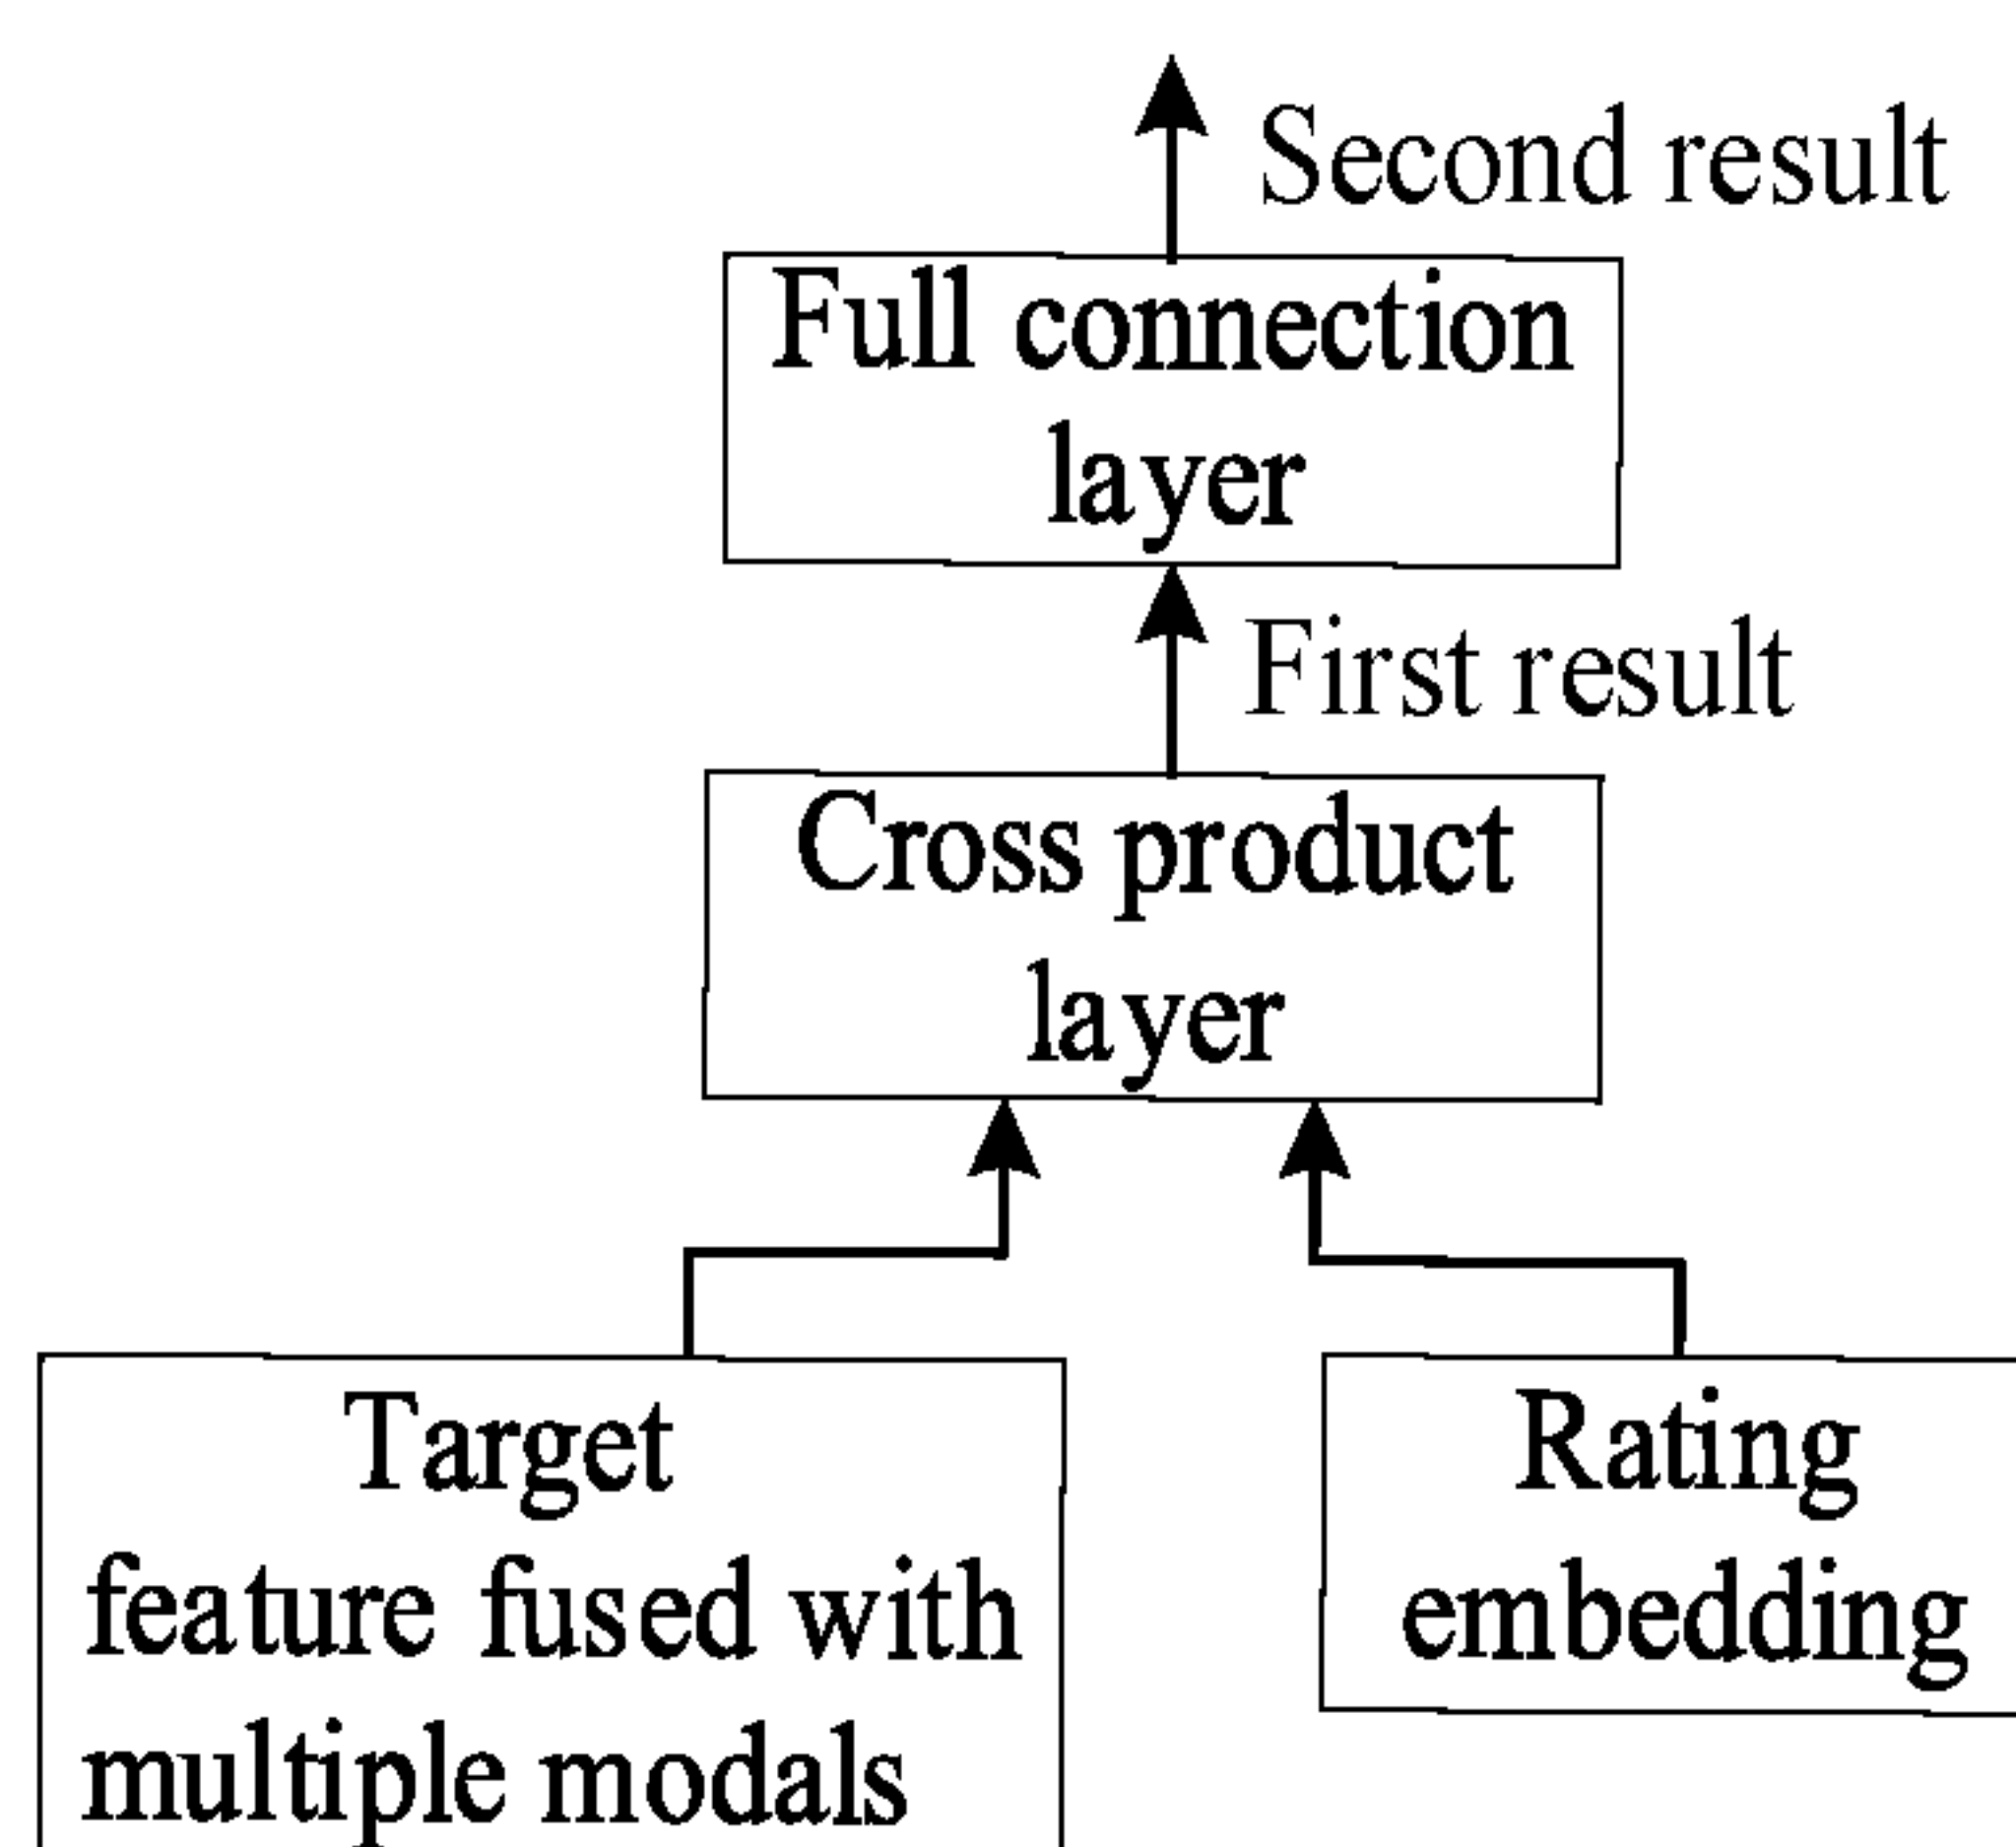 Second result
Full connection
layer
First result
Cross product
layer
Target
feature fused with
multiple modals
Rating
embedding